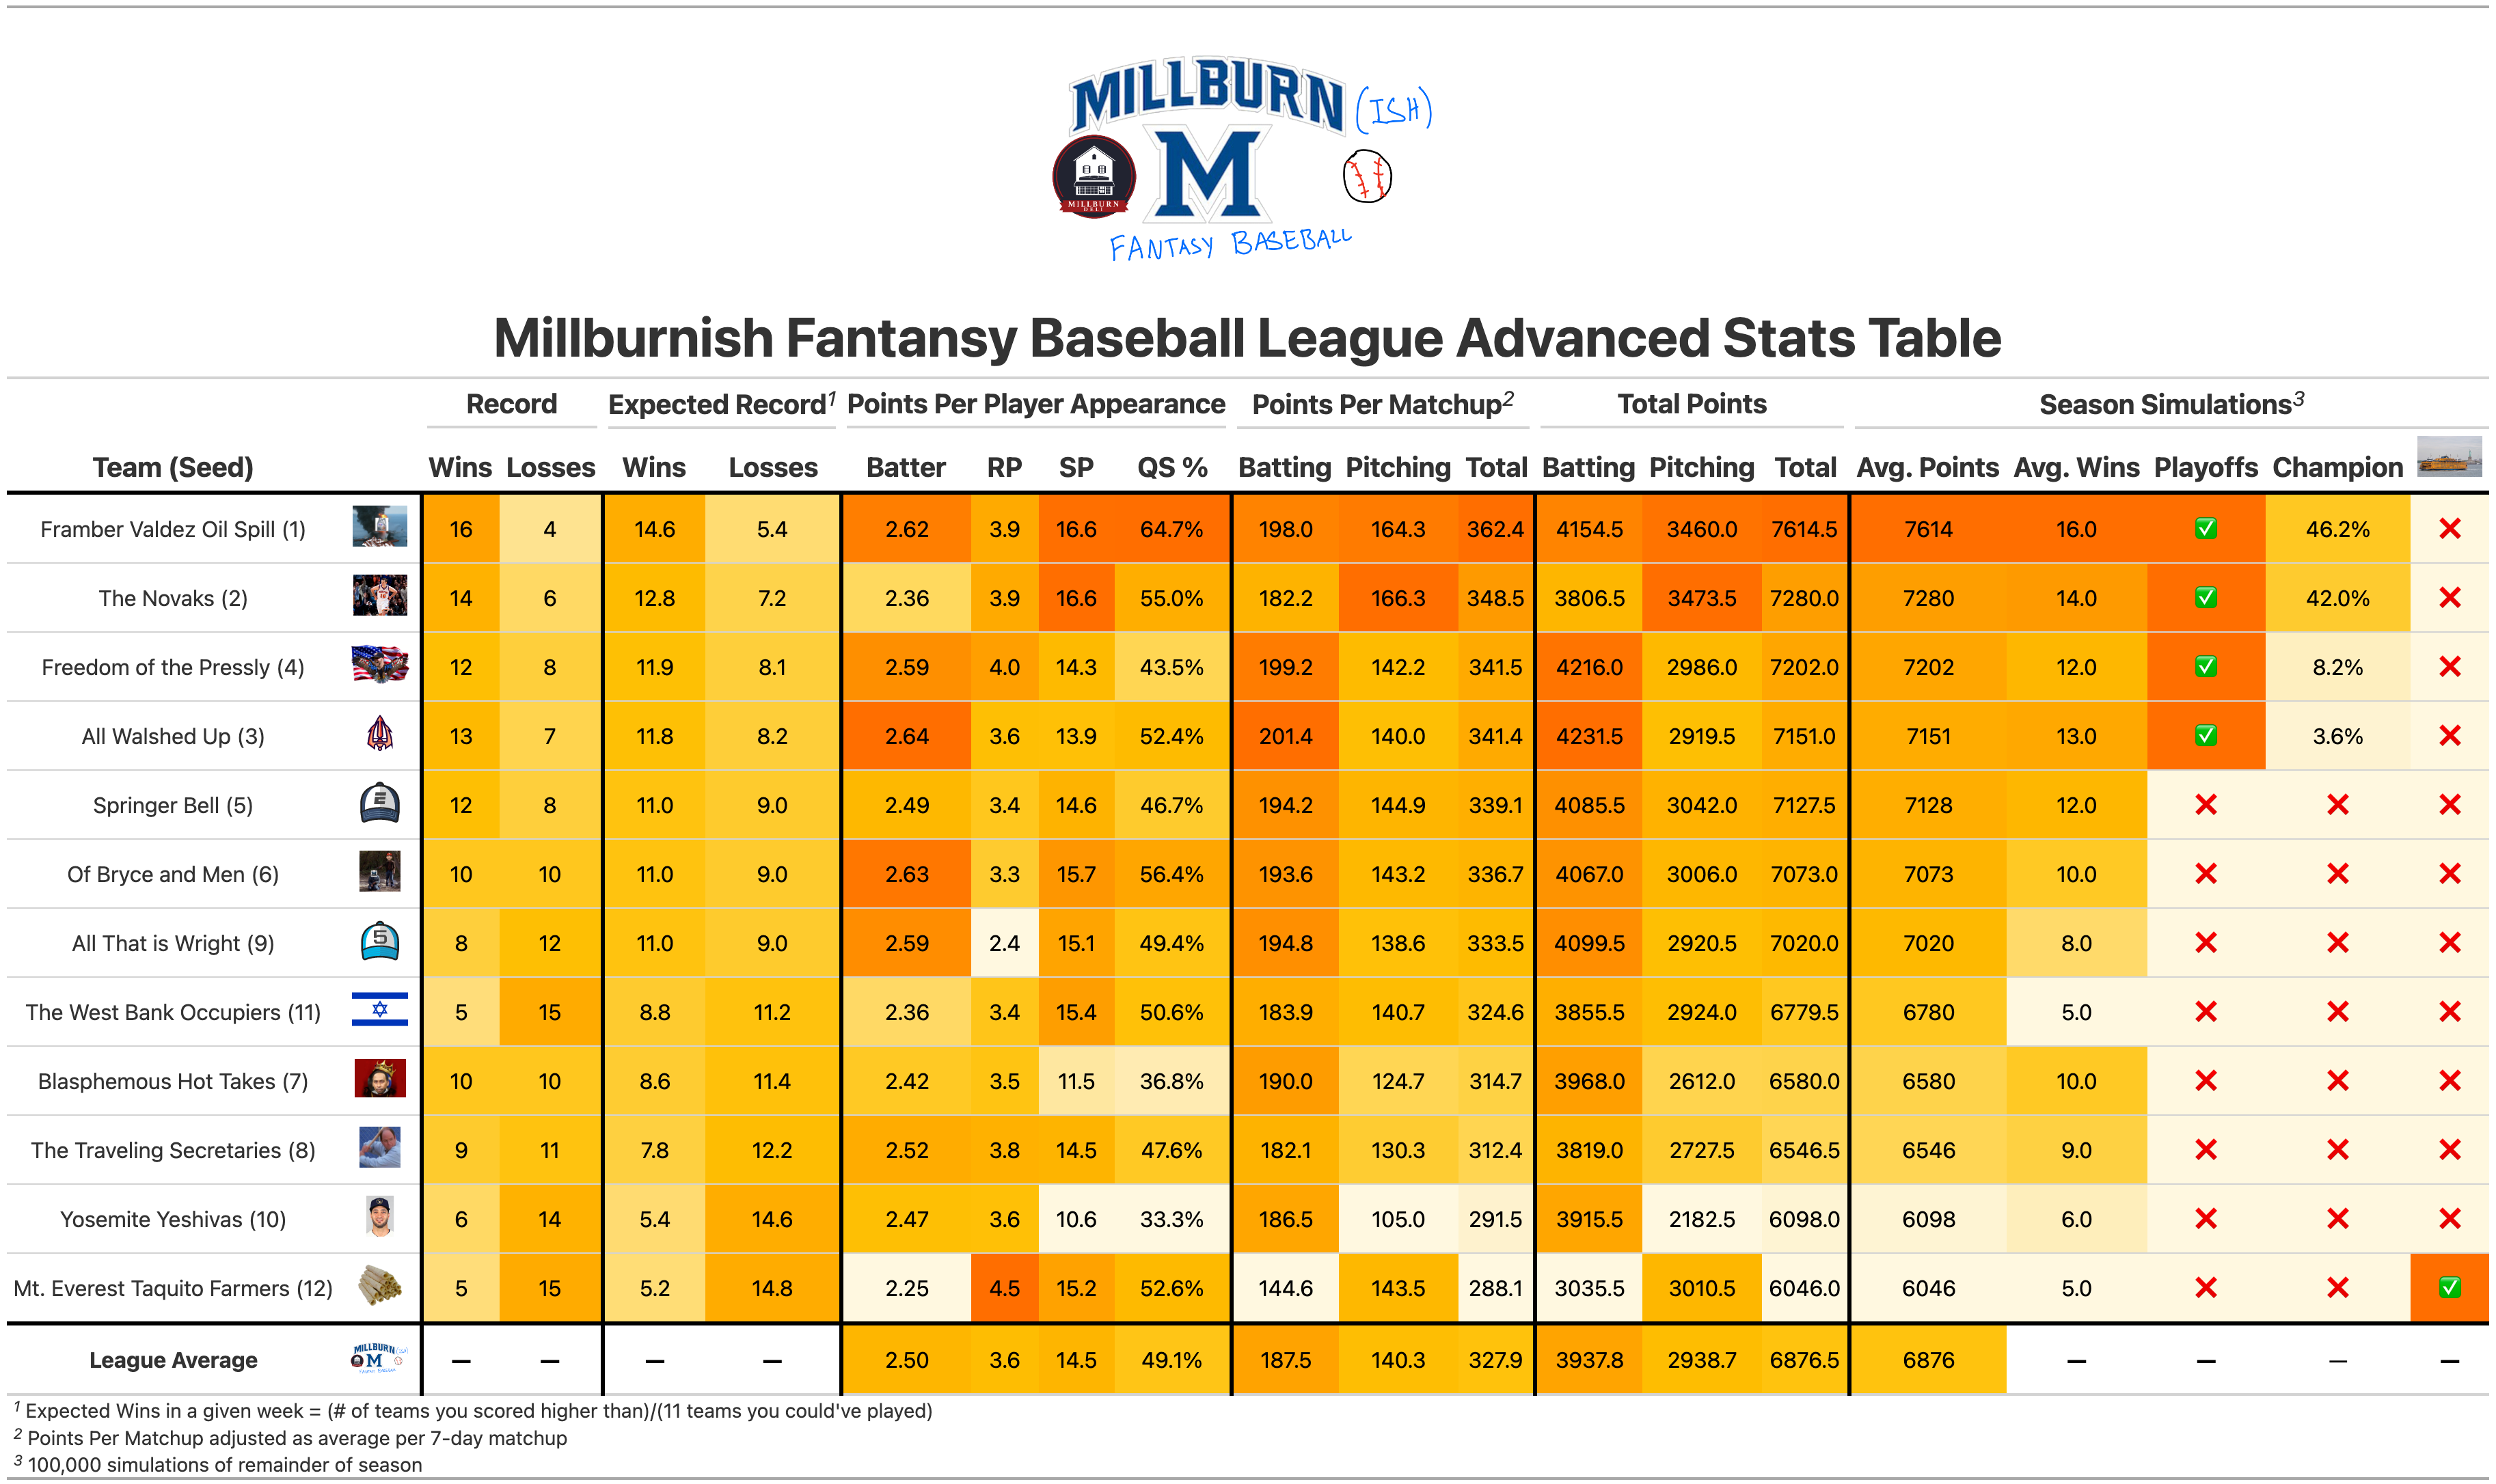 MILLBURN (ISH)
M
MILLBURN
DELI
FANTASY BASEBALL
Millburnish Fantansy Baseball League Advanced Stats Table
Record Expected Record1 Points Per Player Appearance Points Per Matchup2 Total Points Season Simulations3
Team (Seed) Wins Losses Wins Losses Batter RP SP QS % Batting Pitching Total Batting Pitching Total Avg. Points Avg. Wins Playoffs Champion
Framber Valdez Oil Spill (1) 16 4 14.6 5.4 2.62 3.9 16.6 64.7% 198.0 164.3 362.4 4154.5 3460.0 7614.5 7614 16.0 ✅ 46.2% ❌
The Novaks (2) 14 6 12.8 7.2 2.36 3.9 16.6 55.0% 182.2 166.3 348.5 3806.5 3473.5 7280.0 7280 14.0 ✅ 42.0% ❌
Freedom of the Pressly (4) 12 8 11.9 8.1 2.59 4.0 14.3 43.5% 199.2 142.2 341.5 4216.0 2986.0 7202.0 7202 12.0 ✅ 8.2% ❌
All Walshed Up (3) 13 7 11.8 8.2 2.64 3.6 13.9 52.4% 201.4 140.0 341.4 4231.5 2919.5 7151.0 7151 13.0 ✅ 3.6% ❌
Springer Bell (5) 12 8 11.0 9.0 2.49 3.4 14.6 46.7% 194.2 144.9 339.1 4085.5 3042.0 7127.5 7128 12.0 ❌ ❌ ❌
Of Bryce and Men (6) 10 10 11.0 9.0 2.63 3.3 15.7 56.4% 193.6 143.2 336.7 4067.0 3006.0 7073.0 7073 10.0 ❌ ❌ ❌
All That is Wright (9) 5 8 12 11.0 9.0 2.59 2.4 15.1 49.4% 194.8 138.6 333.5 4099.5 2920.5 7020.0 7020 8.0 ❌ ❌ ❌
The West Bank Occupiers (11) 5 15 8.8 11.2 2.36 3.4 15.4 50.6% 183.9 140.7 324.6 3855.5 2924.0 6779.5 6780 5.0 ❌ ❌ ❌
Blasphemous Hot Takes (7) 10 10 8.6 11.4 2.42 3.5 11.5 36.8% 190.0 124.7 314.7 3968.0 2612.0 6580.0 6580 10.0 ❌ ❌ ❌
The Traveling Secretaries (8) 9 11 7.8 12.2 2.52 3.8 14.5 47.6% 182.1 130.3 312.4 3819.0 2727.5 6546.5 6546 9.0 ❌ ❌ ❌
Yosemite Yeshivas (10) 6 14 5.4 14.6 2.47 3.6 10.6 33.3% 186.5 105.0 291.5 3915.5 2182.5 6098.0 6098 6.0 ❌ ❌ ❌
Mt. Everest Taquito Farmers (12) 5 15 5.2 14.8 2.25 4.5 15.2 52.6% 144.6 143.5 288.1 3035.5 3010.5 6046.0 6046 5.0 ❌ ❌ ✅
League Average MILLBURN M — — — — 2.50 3.6 14.5 49.1% 187.5 140.3 327.9 3937.8 2938.7 6876.5 6876 — — — —
1 Expected Wins in a given week = (# of teams you scored higher than)/(11 teams you could've played)
2 Points Per Matchup adjusted as average per 7-day matchup
3 100,000 simulations of remainder of season